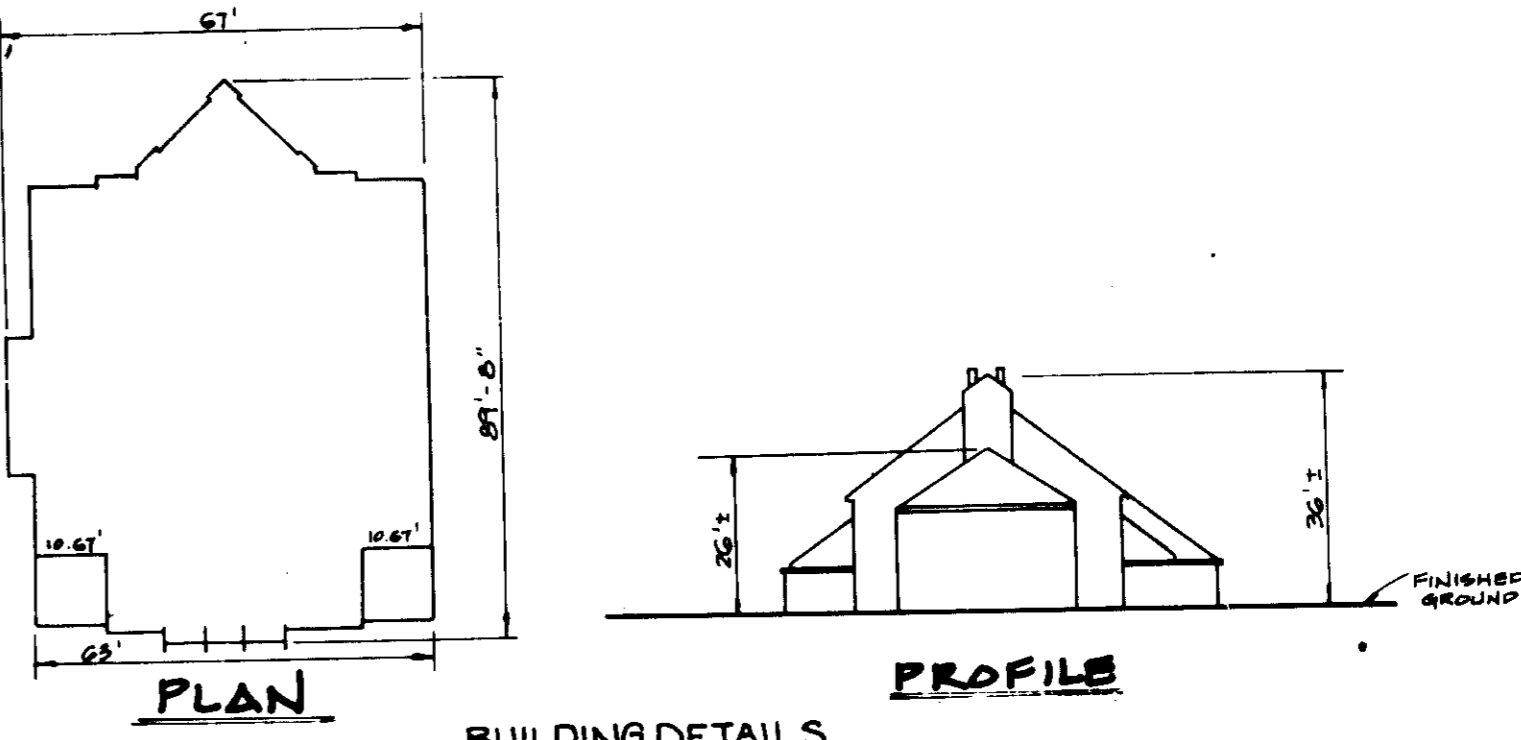 67'
89'-8"
10.67'
10.67'
63'
PLAN
26'±
36'±
FINISHED
GROUND
PROFILE
BUILDING DETAILS